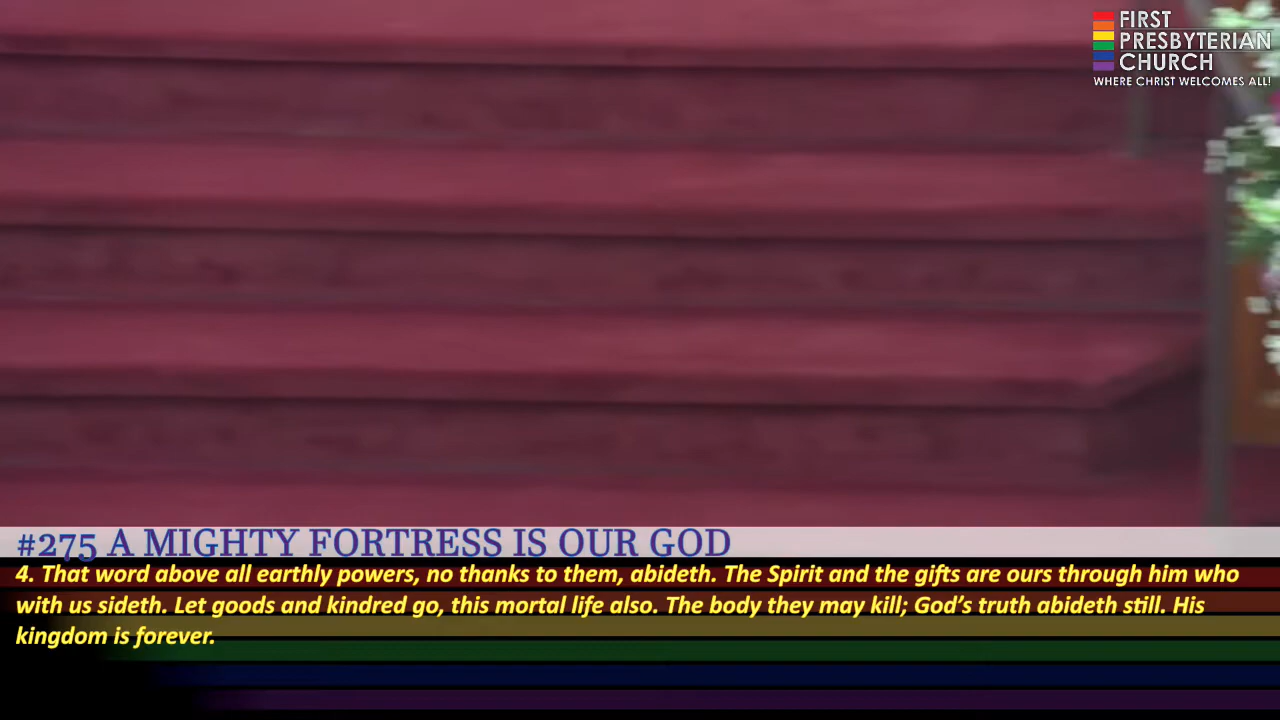 FIRST
PRESBYTERIAN
CHURCH
WHERE CHRIST WELCOMES ALL!
#275 A MIGHTY FORTRESS IS OUR GOD
4. That word above all earthly powers, no thanks to them, abideth. The Spirit and the gifts are ours through him who
with us sideth. Let goods and kindred go, this mortal life also. The body they may kill; God's truth abideth still. His
kingdom is forever.